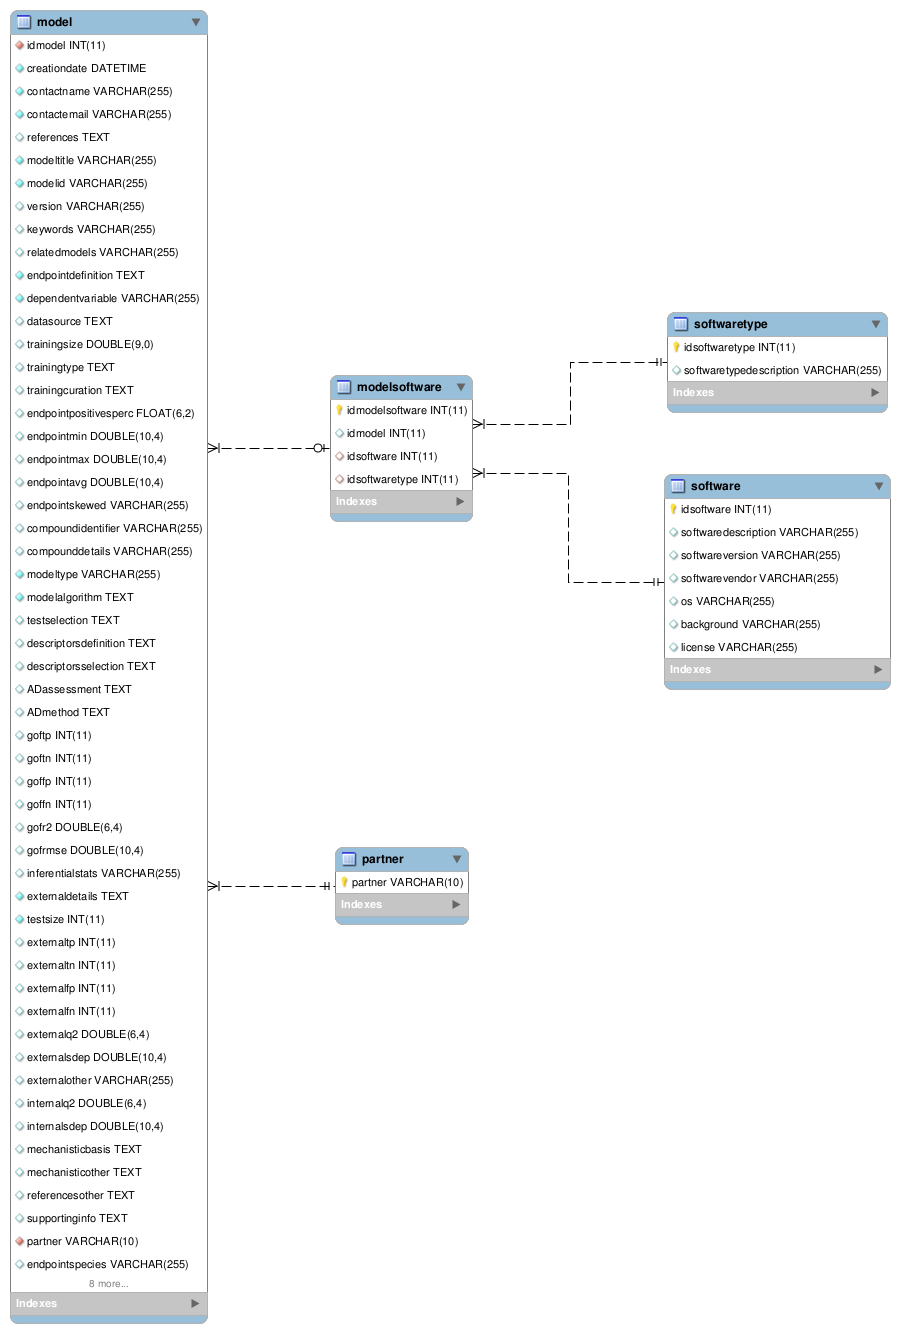 model
idmodel INT(11)
creationdate DATETIME
contactname VARCHAR(255)
contactemail VARCHAR(255)
references TEXT
modeltitle VARCHAR(255)
modelid VARCHAR(255)
version VARCHAR(255)
keywords VARCHAR(255)
relatedmodels VARCHAR(255)
endpointdefinition TEXT
dependentvariable VARCHAR(255)
datasource TEXT
trainingsize DOUBLE(9,0)
trainingtype TEXT
trainingcuration TEXT
endpointpositivesperc FLOAT(6,2)
endpointmin DOUBLE(10,4)
endpointmax DOUBLE(10,4)
endpointavg DOUBLE(10,4)
endpointskewed VARCHAR(255)
compoundidentifier VARCHAR(255)
compounddetails VARCHAR(255)
modeltype VARCHAR(255)
modelalgorithm TEXT
testselection TEXT
descriptorsdefinition TEXT
descriptorsselection TEXT
ADassessment TEXT
ADmethod TEXT
goftp INT(11)
goftn INT(11)
goffp INT(11)
goffn INT(11)
gofr2 DOUBLE(6,4)
gofrmse DOUBLE(10,4)
inferentialstats VARCHAR(255)
externaldetails TEXT
testsize INT(11)
externaltp INT(11)
externaltn INT(11)
externalfp INT(11)
externalfn INT(11)
externalq2 DOUBLE(6,4)
externalsdep DOUBLE(10,4)
externalother VARCHAR(255)
internalq2 DOUBLE(6,4)
internalsdep DOUBLE(10,4)
mechanisticbasis TEXT
mechanisticother TEXT
referencesother TEXT
supportinginfo TEXT
partner VARCHAR(10)
endpointspecies VARCHAR(255)
8 more...
Indexes
modelsoftware
idmodelsoftware INT(11)
idmodel INT(11)
idsoftware INT(11)
idsoftwaretype INT(11)
Indexes
partner
partner VARCHAR(10)
Indexes
softwaretype
idsoftwaretype INT(11)
softwaretypedescription VARCHAR(255)
Indexes
software
idsoftware INT(11)
softwaredescription VARCHAR(255)
softwareversion VARCHAR(255)
softwarevendor VARCHAR(255)
os VARCHAR(255)
background VARCHAR(255)
license VARCHAR(255)
Indexes